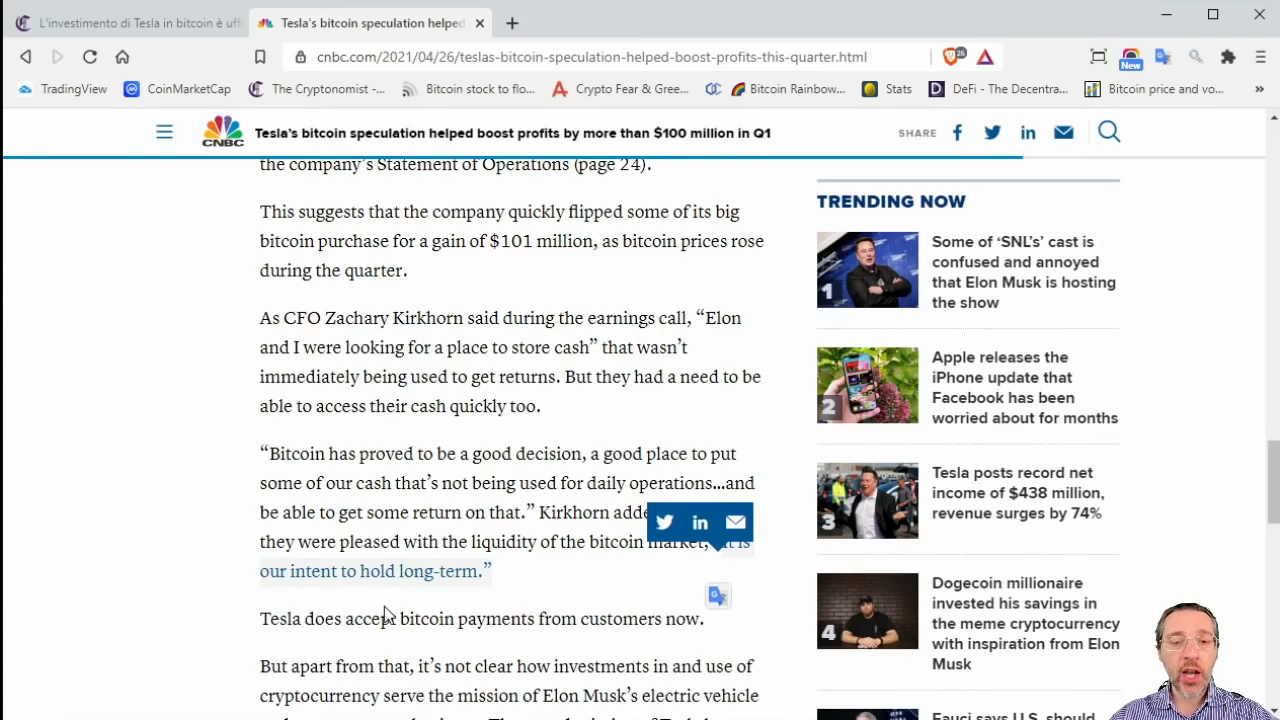 L'investimento di Tesla in bitcoin è uff
Tesla's bitcoin speculation helped
cnbc.com/2021/04/26/teslas-bitcoin-speculation-helped-boost-profits-this-quarter.html
26
New
TradingView
CoinMarketCap
The Cryptonomist -...
Bitcoin stock to flo...
Crypto Fear & Gree...
Bitcoin Rainbow...
Stats
DeFi - The Decentra...
Bitcoin price and vo...
»
CNBC
Tesla's bitcoin speculation helped boost profits by more than $100 million in Q1
SHARE
the company's Statement of Operations (page 24).
This suggests that the company quickly flipped some of its big
bitcoin purchase for a gain of $101 million, as bitcoin prices rose
during the quarter.
As CFO Zachary Kirkhorn said during the earnings call, “Elon
and I were looking for a place to store cash” that wasn’t
immediately being used to get returns. But they had a need to be
able to access their cash quickly too.
“Bitcoin has proved to be a good decision, a good place to put
some of our cash that’s not being used for daily operations...and
be able to get some return on that.” Kirkhorn adde
they were pleased with the liquidity of the bitcoin market, is
our intent to hold long-term.”
Tesla does accept bitcoin payments from customers now.
But apart from that, it’s not clear how investments in and use of
cryptocurrency serve the mission of Elon Musk’s electric vehicle
TRENDING NOW
1
Some of ‘SNL’s’ cast is
confused and annoyed
that Elon Musk is hosting
the show
2
Apple releases the
iPhone update that
Facebook has been
worried about for months
3
Tesla posts record net
income of $438 million,
revenue surges by 74%
4
Dogecoin millionaire
invested his savings in
the meme cryptocurrency
with inspiration from Elon
Musk
Fauci says U.S. should